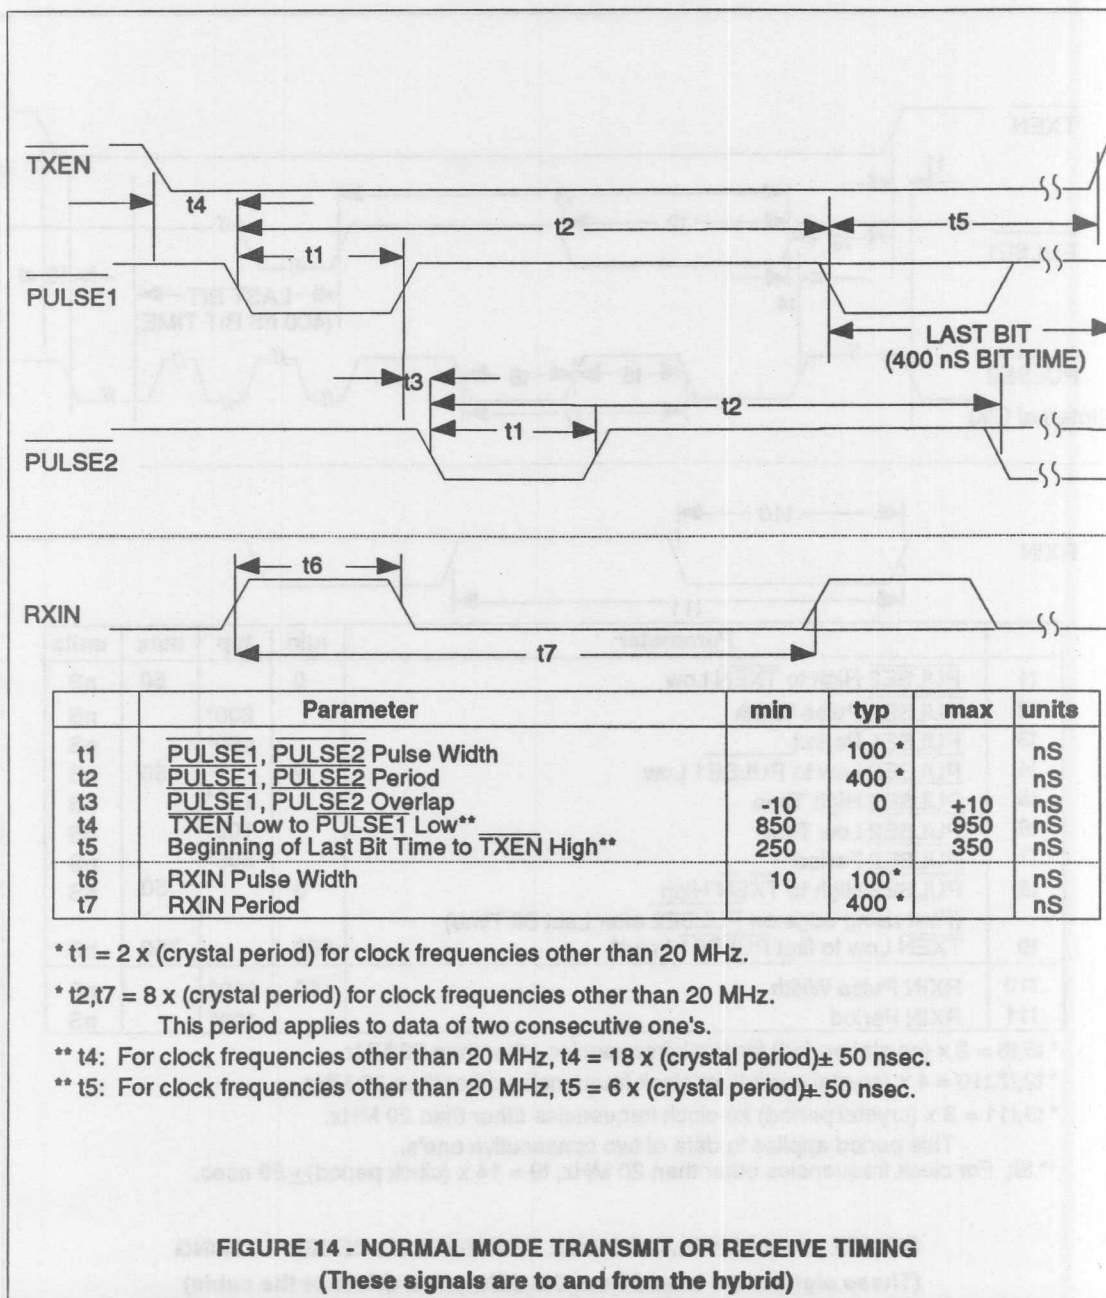 TXEN
t4
t2
t5
t1
PULSE1
LAST BIT
(400 nS BIT TIME)
t3
t2
t1
PULSE2
t6
RXIN
t7
Parameter min typ max units
t1 PULSE1, PULSE2 Pulse Width 100 * nS
t2 PULSE1, PULSE2 Period 400 * nS
t3 PULSE1, PULSE2 Overlap -10 0 +10 nS
t4 TXEN Low to PULSE1 Low** 850 950 nS
t5 Beginning of Last Bit Time to TXEN High** 250 350 nS
t6 RXIN Pulse Width 10 100* nS
t7 RXIN Period 400* nS
* t1 = 2 x (crystal period) for clock frequencies other than 20 MHz.
* t2,t7 = 8 x (crystal period) for clock frequencies other than 20 MHz.
This period applies to data of two consecutive one's.
** t4: For clock frequencies other than 20 MHz, t4 = 18 x (crystal period)± 50 nsec.
** t5: For clock frequencies other than 20 MHz, t5 = 6 x (crystal period)± 50 nsec.
FIGURE 14 - NORMAL MODE TRANSMIT OR RECEIVE TIMING
(These signals are to and from the hybrid)